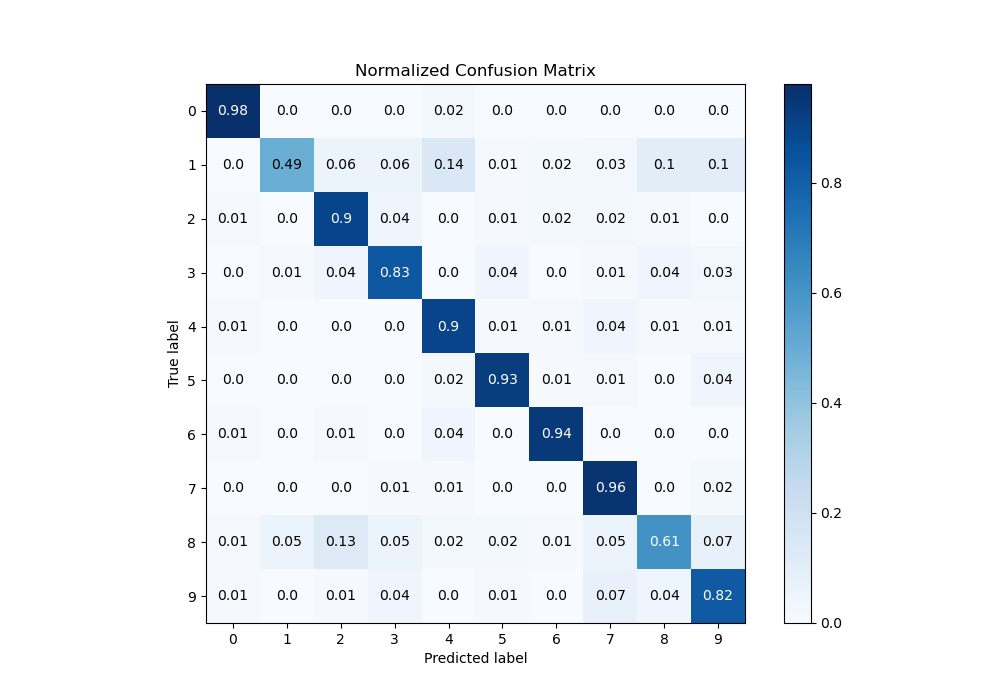 Normalized Confusion Matrix
0 0.98 0.0 0.0 0.0 0.02 0.0 0.0 0.0 0.0 0.0
1 0.0 0.49 0.06 0.06 0.14 0.01 0.02 0.03 0.1 0.1
2 0.01 0.0 0.9 0.04 0.0 0.01 0.02 0.02 0.01 0.0
3 0.0 0.01 0.04 0.83 0.0 0.04 0.0 0.01 0.04 0.03
4 0.01 0.0 0.0 0.0 0.9 0.01 0.01 0.04 0.01 0.01
5 0.0 0.0 0.0 0.0 0.02 0.93 0.01 0.01 0.0 0.04
6 0.01 0.0 0.01 0.0 0.04 0.0 0.94 0.0 0.0 0.0
7 0.0 0.0 0.0 0.01 0.01 0.0 0.0 0.96 0.0 0.02
8 0.01 0.05 0.13 0.05 0.02 0.02 0.01 0.05 0.61 0.07
9 0.01 0.0 0.01 0.04 0.0 0.01 0.0 0.07 0.04 0.82
0 1 2 3 4 5 6 7 8 9
Predicted label
True label
0.8
0.6
0.4
0.2
0.0